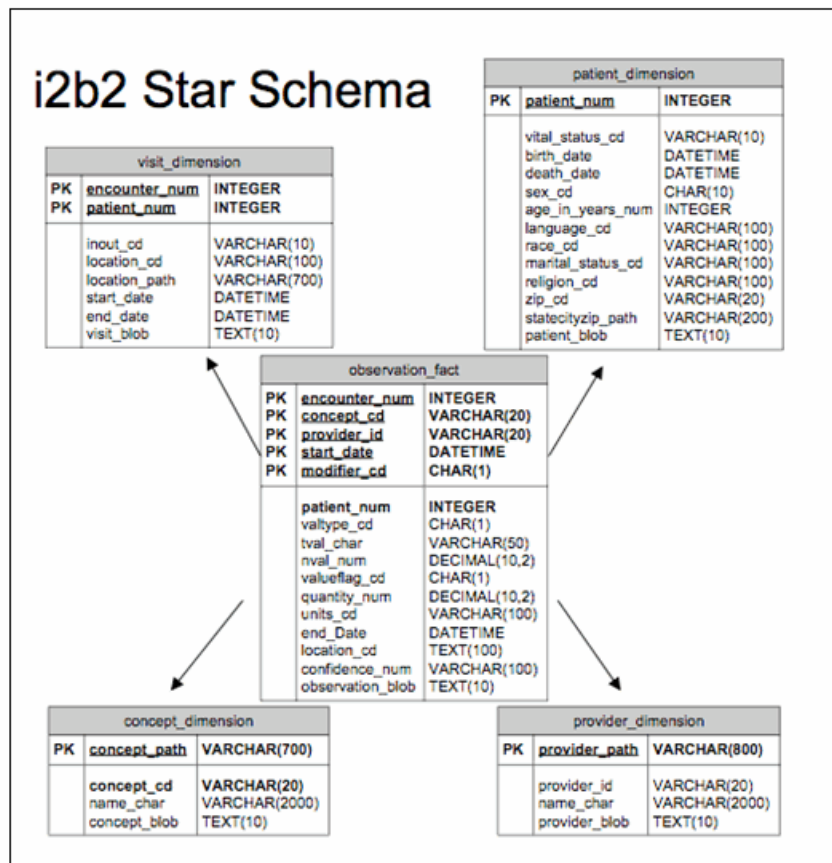 i2b2 Star Schema
visit_dimension
PK encounter_num INTEGER
PK patient_num INTEGER
inout_cd VARCHAR(10)
location_cd VARCHAR(100)
location_path VARCHAR(700)
start_date DATETIME
end_date DATETIME
visit_blob TEXT(10)
patient_dimension
PK patient_num INTEGER
vital_status_cd VARCHAR(10)
birth_date DATETIME
death_date DATETIME
sex_cd CHAR(10)
age_in_years_num INTEGER
language_cd VARCHAR(100)
race_cd VARCHAR(100)
marital_status_cd VARCHAR(100)
religion_cd VARCHAR(100)
zip_cd VARCHAR(20)
statecityzip_path VARCHAR(200)
patient_blob TEXT(10)
observation_fact
PK encounter_num INTEGER
PK concept_cd VARCHAR(20)
PK provider_id VARCHAR(20)
PK start_date DATETIME
PK modifier_cd CHAR(1)
patient_num INTEGER
valtype_cd CHAR(1)
tval_char VARCHAR(50)
nval_num DECIMAL(10,2)
valueflag_cd CHAR(1)
quantity_num DECIMAL(10,2)
units_cd VARCHAR(100)
end_Date DATETIME
location_cd TEXT(100)
confidence_num VARCHAR(100)
observation_blob TEXT(10)
concept_dimension
PK concept_path VARCHAR(700)
concept_cd VARCHAR(20)
name_char VARCHAR(2000)
concept_blob TEXT(10)
provider_dimension
PK provider_path VARCHAR(800)
provider_id VARCHAR(20)
name_char VARCHAR(2000)
provider_blob TEXT(10)